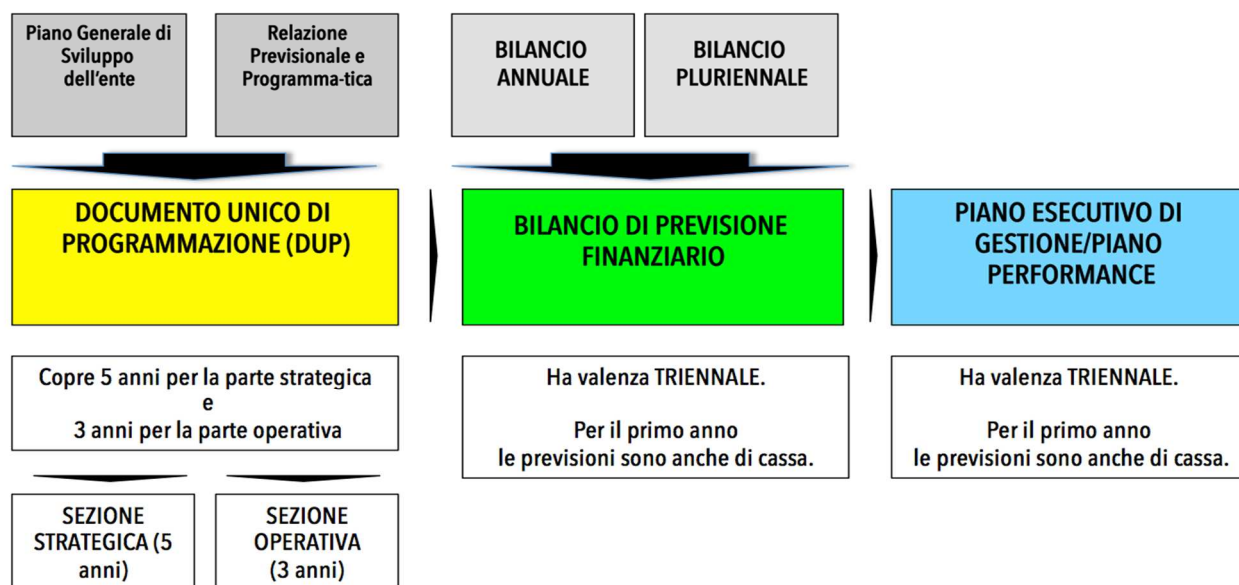 Piano Generale di
Sviluppo
dell'ente
Relazione
Previsionale e
Programma-tica
BILANCIO
ANNUALE
BILANCIO
PLURIENNALE
DOCUMENTO UNICO DI
PROGRAMMAZIONE (DUP)
BILANCIO DI PREVISIONE
FINANZIARIO
PIANO ESECUTIVO DI
GESTIONE/PIANO
PERFORMANCE
Copre 5 anni per la parte strategica
e
3 anni per la parte operativa
Ha valenza TRIENNALE.
Per il primo anno
le previsioni sono anche di cassa.
Ha valenza TRIENNALE.
Per il primo anno
le previsioni sono anche di cassa.
SEZIONE
STRATEGICA (5
anni)
SEZIONE
OPERATIVA
(3 anni)